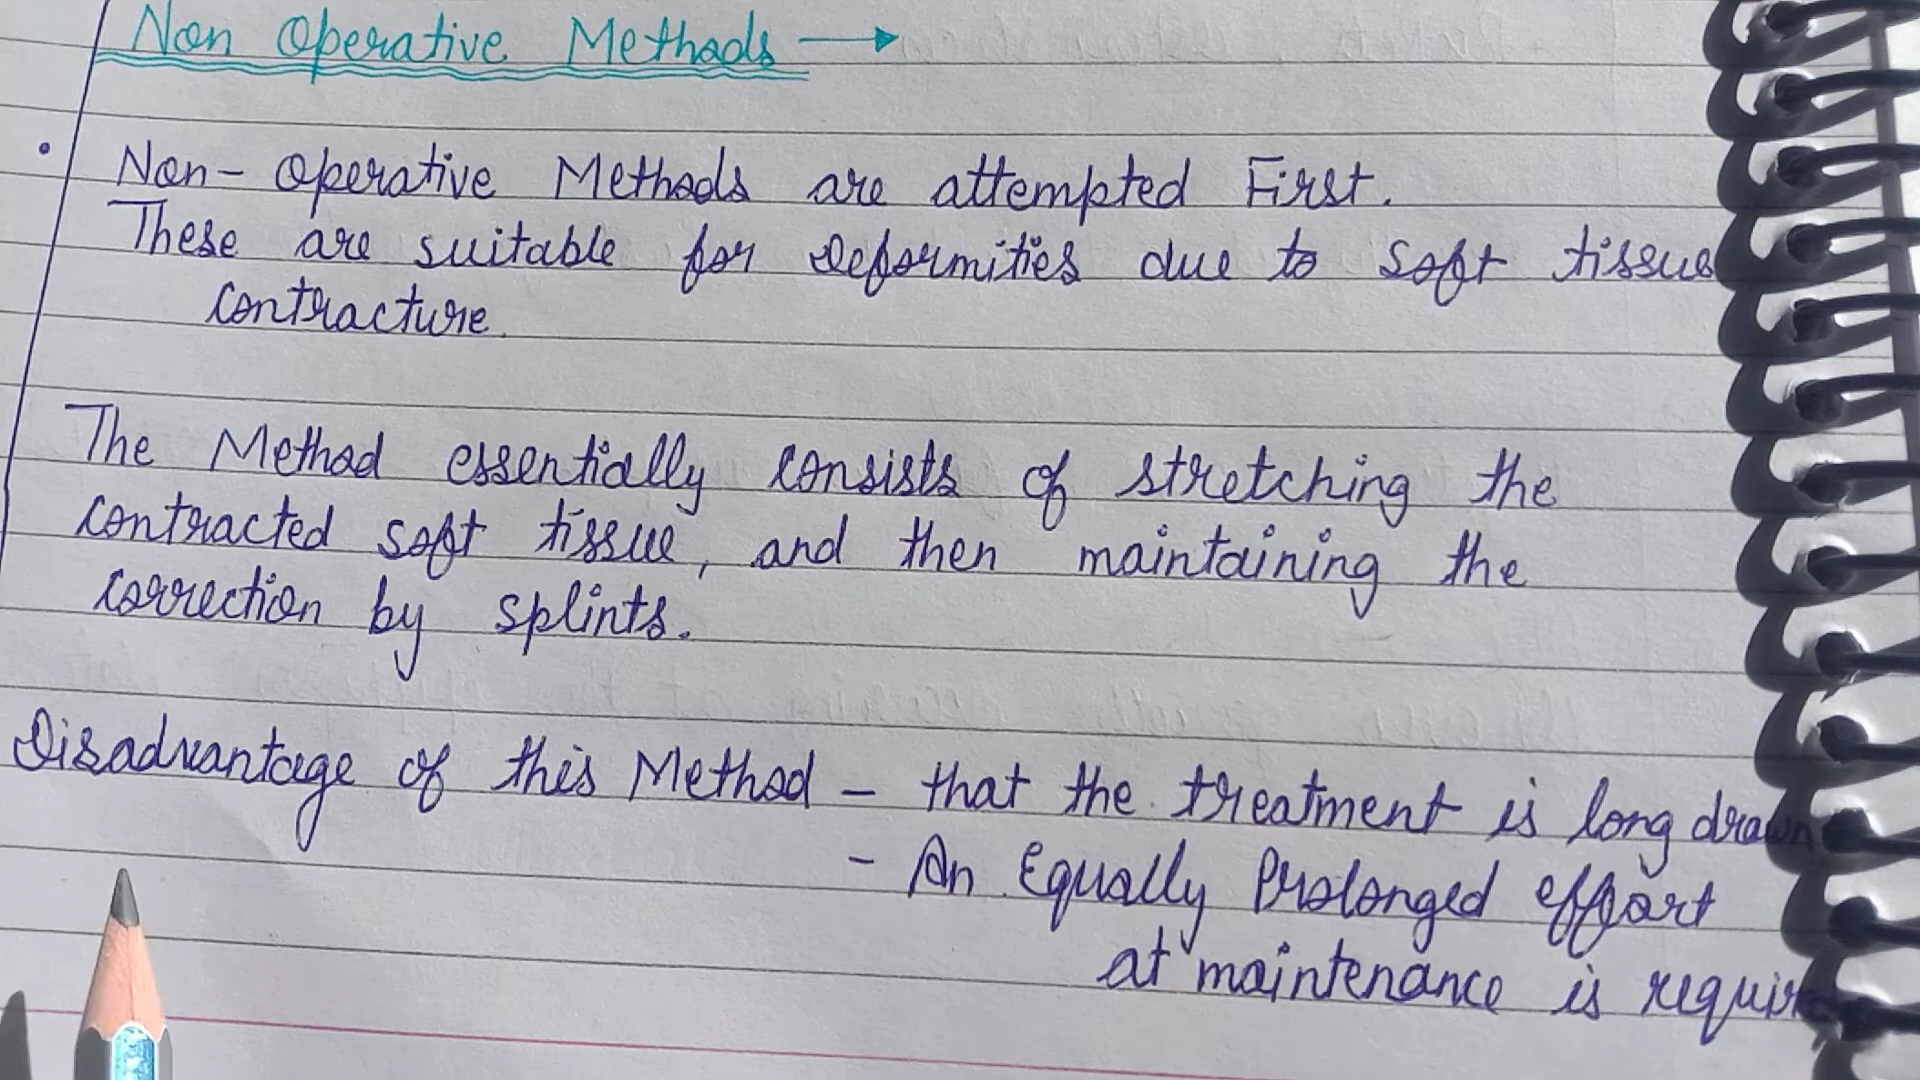 Non Operative Methods →
• Non-Operative Methods are attempted First.
These are suitable for Deformities due to soft tissue
contracture.
The Method essentially consists of stretching the
contracted soft tissue, and then maintaining the
correction by splints.
Disadvantage of this Method – that the treatment is long drawn
- An Equally Prolonged effort
at maintenance is